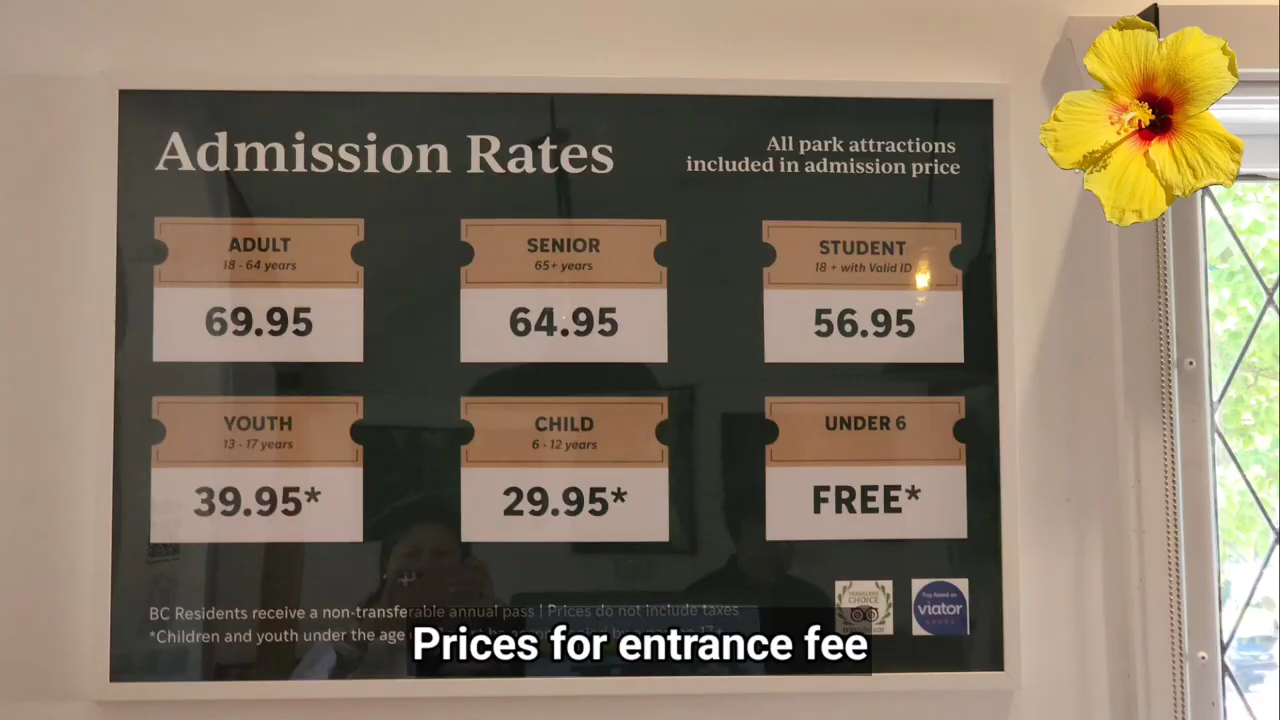 Admission Rates
All park attractions
included in admission price
ADULT
18 - 64 years
69.95
SENIOR
65+ years
64.95
STUDENT
18 + with Valid ID
56.95
YOUTH
13 - 17 years
39.95*
CHILD
6 - 12 years
29.95*
UNDER 6
FREE*
BC Residents receive a non-transferable annual pass | Prices do not include taxes
*Children and youth under the age
TRAVELERS'
CHOICE
viator
Prices for entrance fee